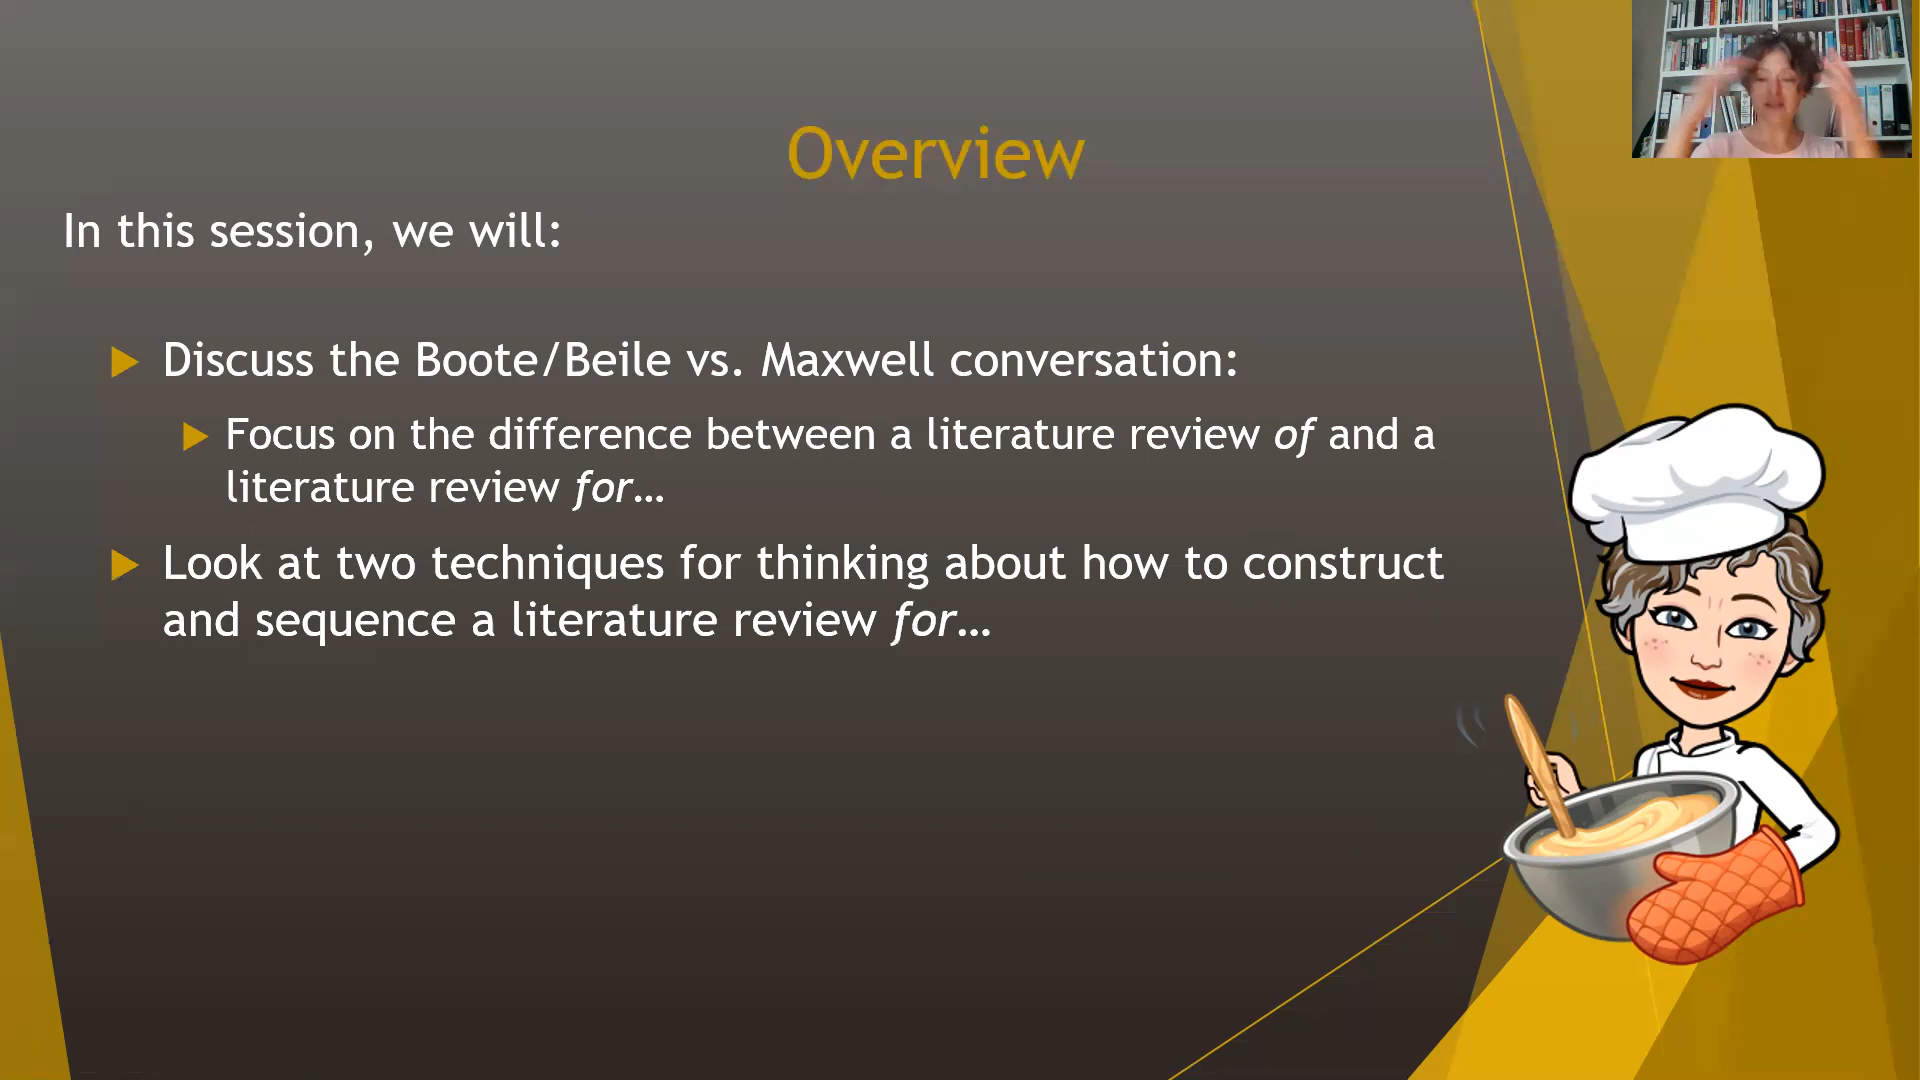 Overview
In this session, we will:
Discuss the Boote/Beile vs. Maxwell conversation:
Focus on the difference between a literature review of and a
literature review for…
Look at two techniques for thinking about how to construct
and sequence a literature review for…